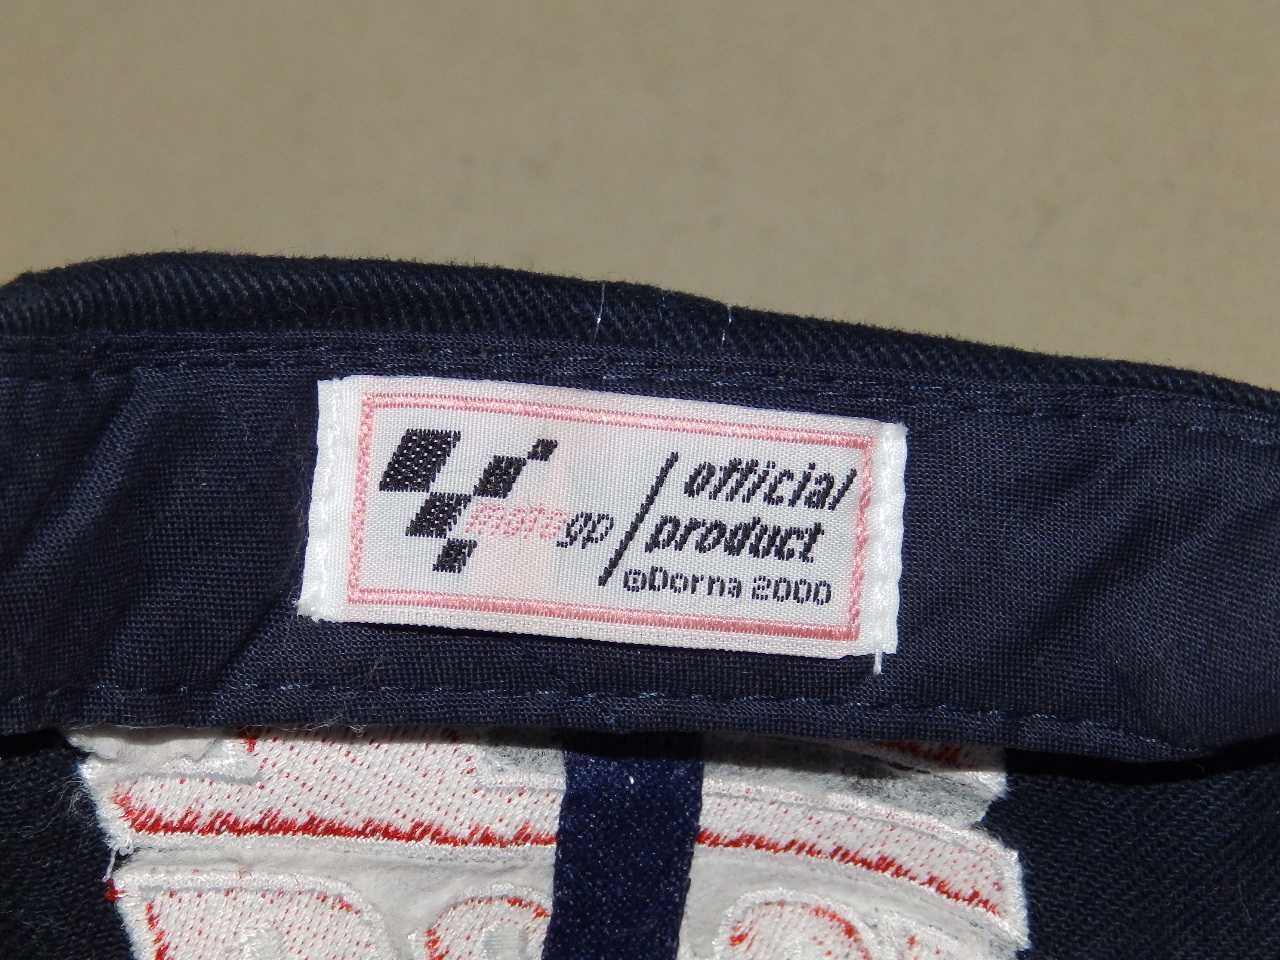 motogp
official
product
©Dorna 2000